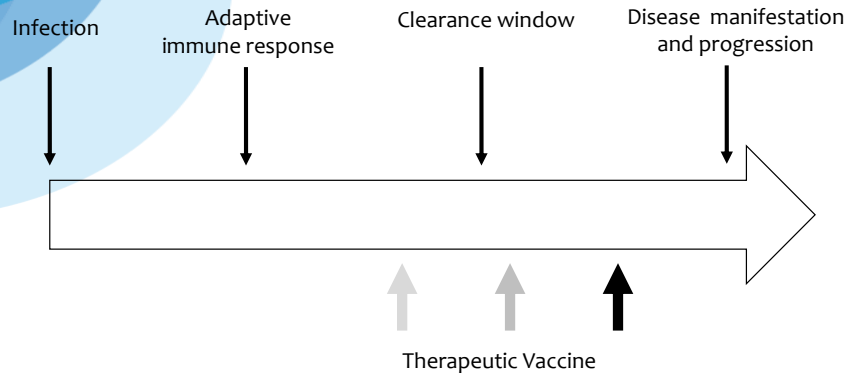 Infection
Adaptive
immune response
Clearance window
Disease manifestation
and progression
Therapeutic Vaccine